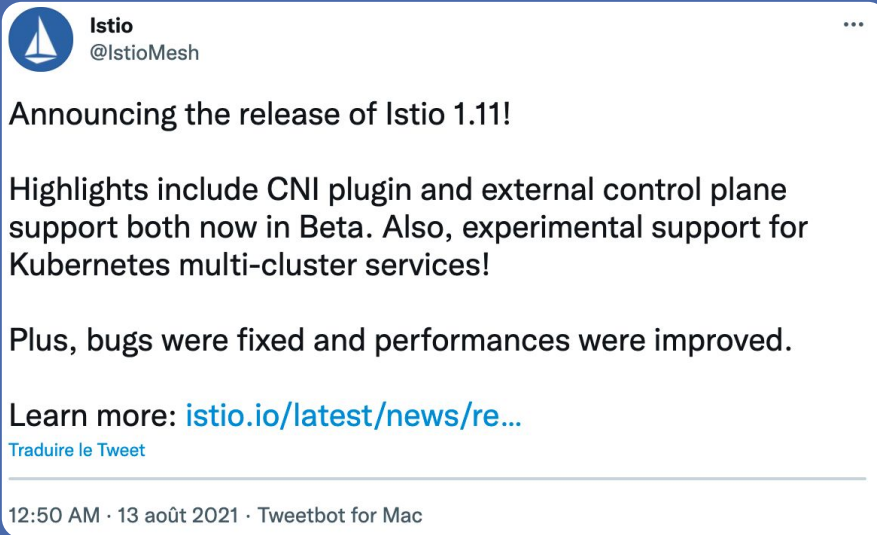 Istio
@IstioMesh
Announcing the release of Istio 1.11!
Highlights include CNI plugin and external control plane
support both now in Beta. Also, experimental support for
Kubernetes multi-cluster services!
Plus, bugs were fixed and performances were improved.
Learn more: istio.io/latest/news/re...
Traduire le Tweet
12:50 AM · 13 août 2021 · Tweetbot for Mac